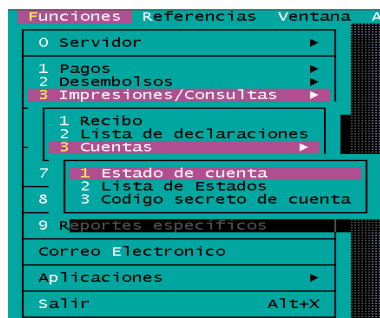 Funciones Referencias Ventana A
0 Servidor
1 Pagos
2 Desembolsos
3 Impresiones/Consultas
1 Recibo
2 Lista de declaraciones
3 Cuentas
7
1 Estado de cuenta
2 Lista de Estados
8
3 Codigo secreto de cuenta
9 Reportes especificos
Correo Electronico
Aplicaciones
Salir Alt+X